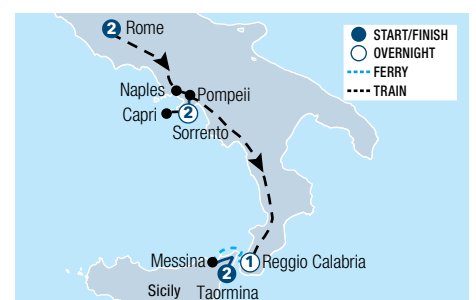 2 Rome
START/FINISH
OVERNIGHT
FERRY
TRAIN
Naples
Pompeii
Capri
2
Sorrento
Messina
1 Reggio Calabria
2
Sicily
Taormina